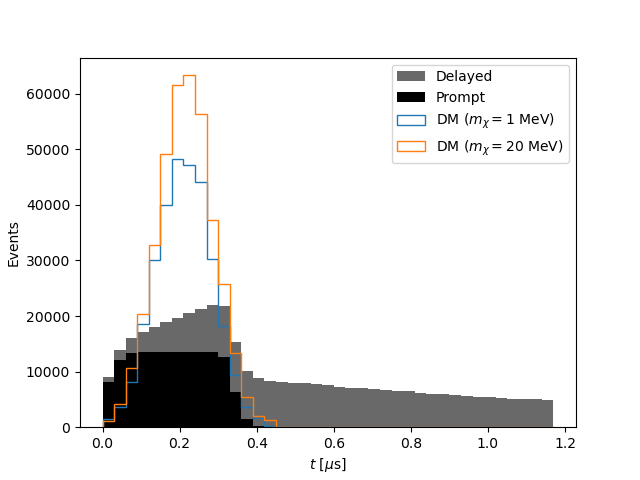 Delayed
Prompt
DM (mχ = 1 MeV)
DM (mχ = 20 MeV)
Events
60000
50000
40000
30000
20000
10000
0
0.0 0.2 0.4 0.6 0.8 1.0 1.2
t [μs]